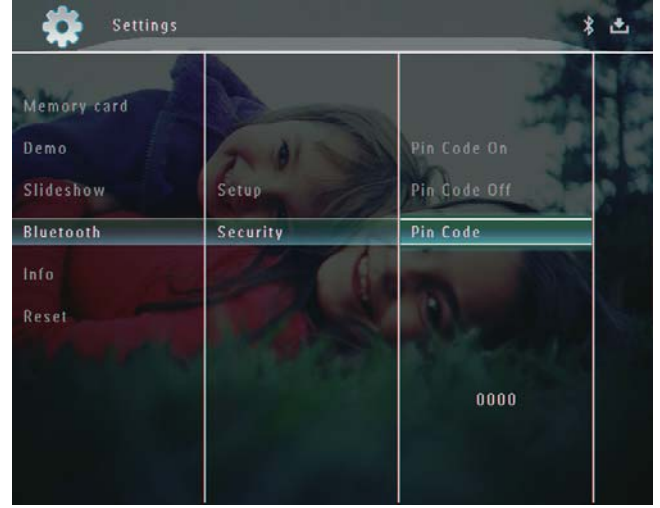 Settings
Memory card
Demo
Slideshow
Bluetooth
Info
Reset
Setup
Security
Pin Code On
Pin Code Off
Pin Code
0000